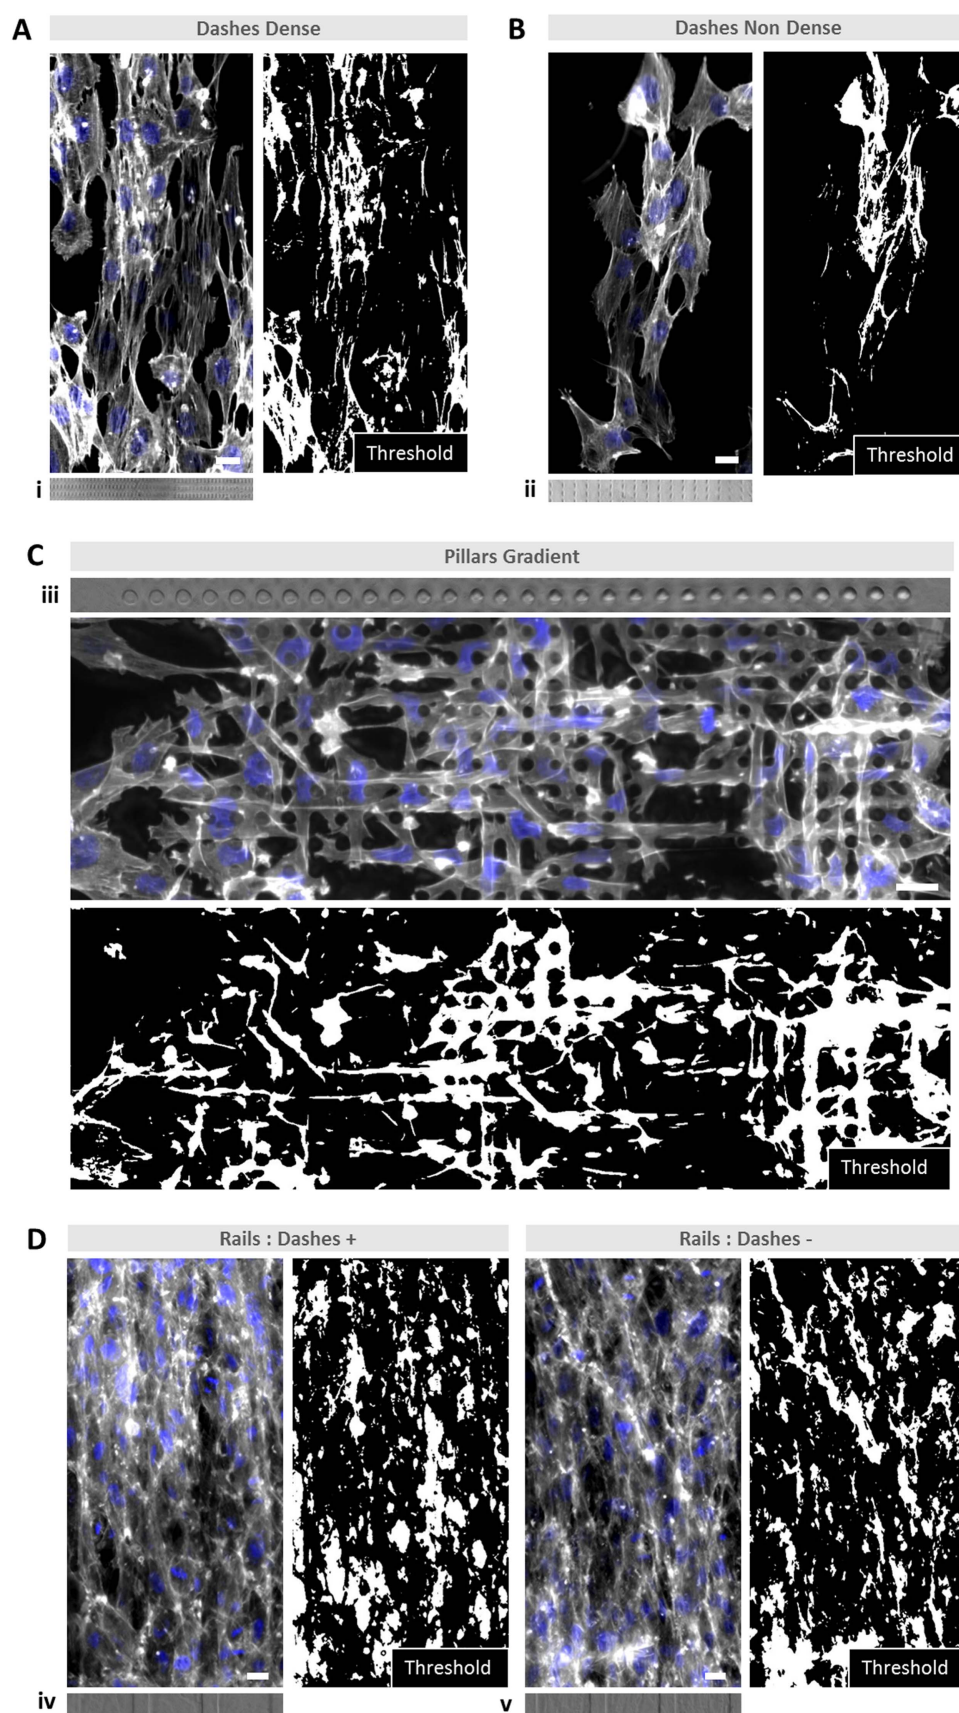 A
Dashes Dense
B
Dashes Non Dense
Threshold
Threshold
i
ii
C
Pillars Gradient
iii
Threshold
D
Rails : Dashes +
Rails : Dashes -
Threshold
Threshold
iv
v